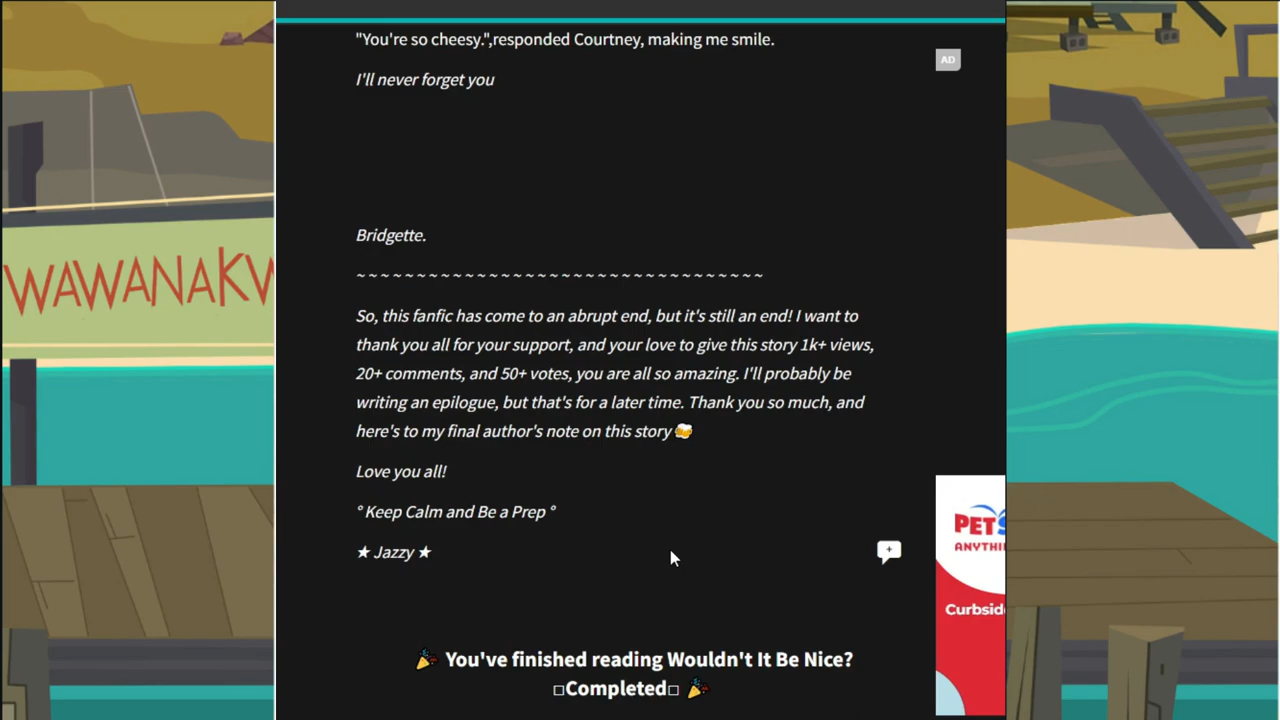 "You're so cheesy.",responded Courtney, making me smile.
AD
I'll never forget you
WAWANAKW
Bridgette.
~~~~~~~~~~~~~~~~~~~~~~~~~~~~~~~~~~
So, this fanfic has come to an abrupt end, but it's still an end! I want to
thank you all for your support, and your love to give this story 1k+ views,
20+ comments, and 50+ votes, you are all so amazing. I'll probably be
writing an epilogue, but that's for a later time. Thank you so much, and
here's to my final author's note on this story 🍻
Love you all!
° Keep Calm and Be a Prep °
★ Jazzy ★
PETS
ANYTHI
Curbsid
🎉 You've finished reading Wouldn't It Be Nice?
□Completed□ 🎉